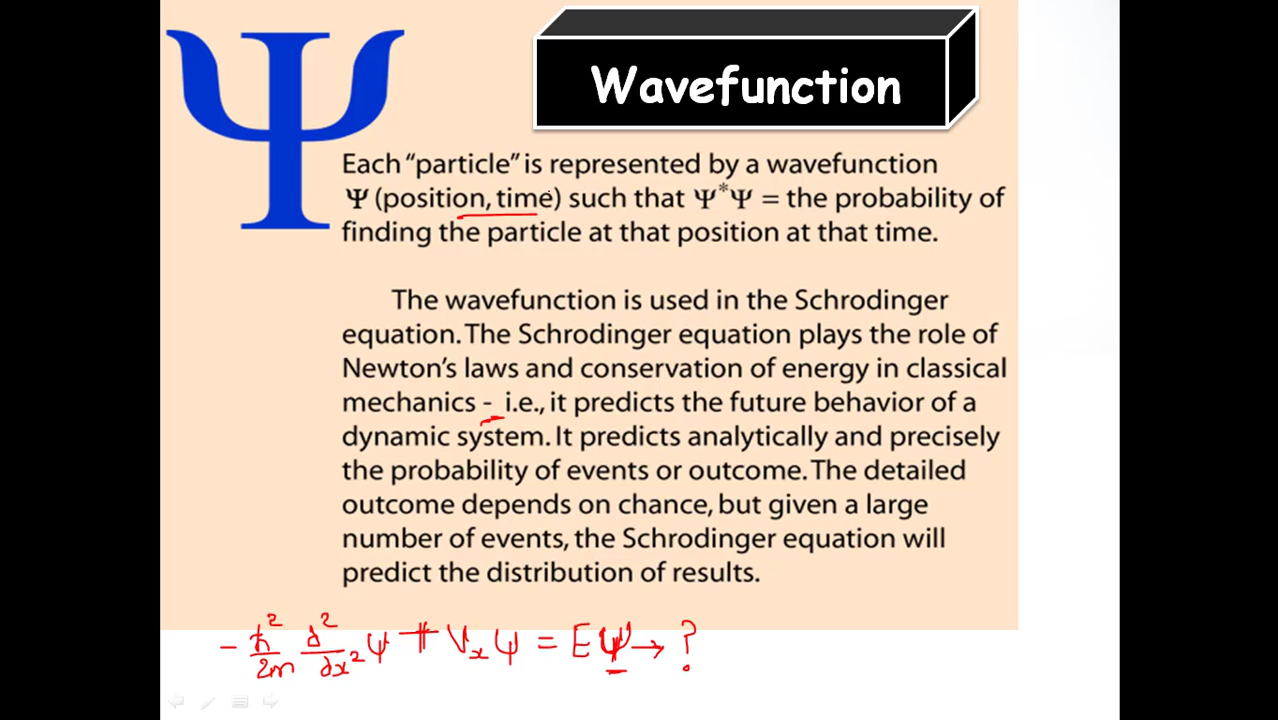 Ψ
Wavefunction
Each “particle” is represented by a wavefunction
Ψ (position, time) such that Ψ*Ψ = the probability of
finding the particle at that position at that time.
The wavefunction is used in the Schrodinger
equation. The Schrodinger equation plays the role of
Newton’s laws and conservation of energy in classical
mechanics - i.e., it predicts the future behavior of a
dynamic system. It predicts analytically and precisely
the probability of events or outcome. The detailed
outcome depends on chance, but given a large
number of events, the Schrodinger equation will
predict the distribution of results.
- ħ²/2m d²/dx² ψ + Vₓ ψ = E ψ → ?